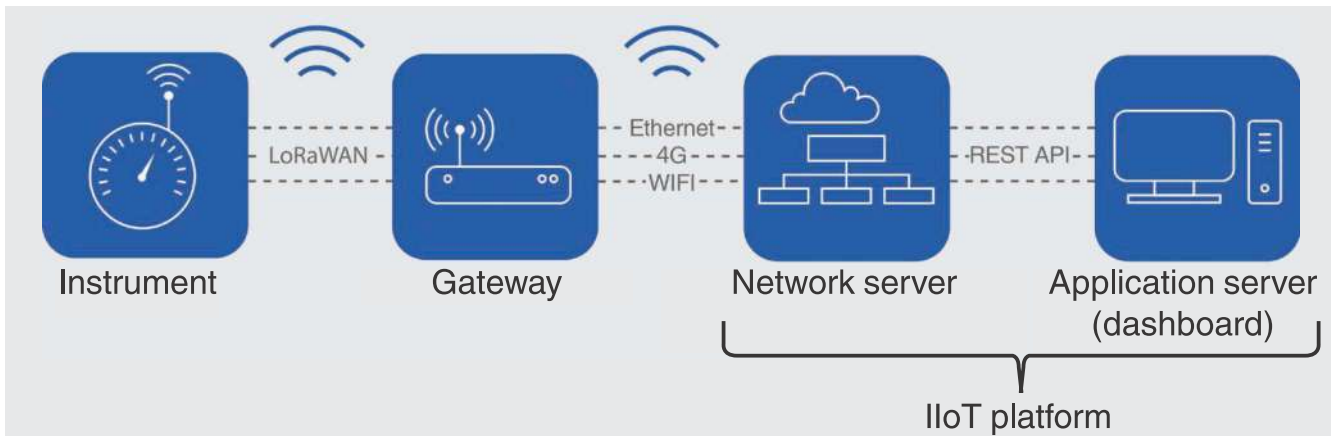 LoRaWAN
Ethernet
4G
WIFI
REST API
Instrument
Gateway
Network server
Application server
(dashboard)
IIoT platform